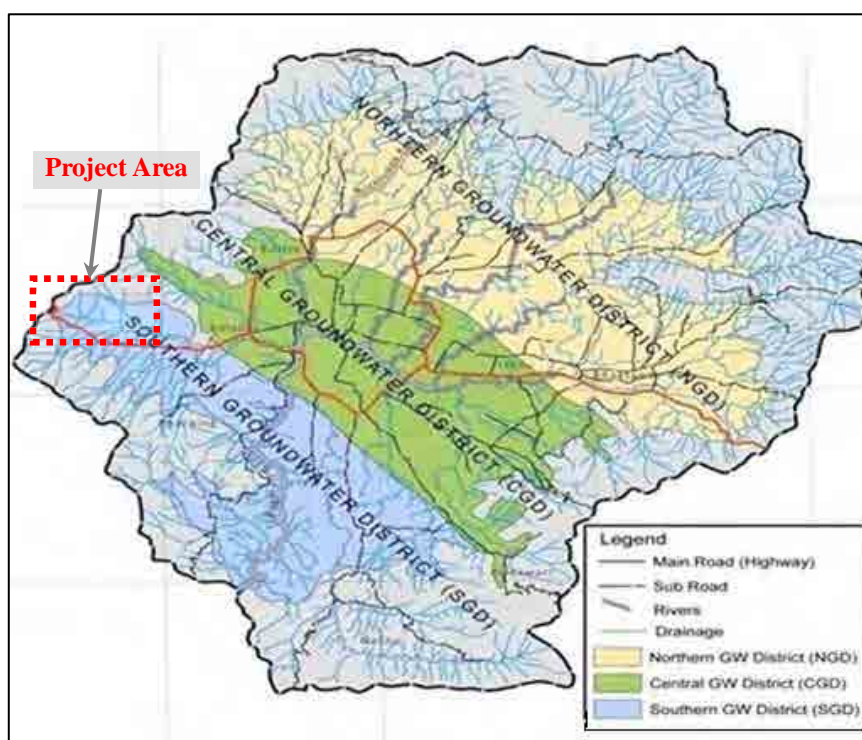 Project Area
NORHTERN GROUNDWATER DISTRICT (NGD)
CENTRAL GROUNDWATER DISTRICT (CGD)
SOUTHERN GROUNDWATER DISTRICT (SGD)
Legend
Main Road (Highway)
Sub Road
Rivers
Drainage
Northern GW District (NGD)
Central GW District (CGD)
Southern GW District (SGD)